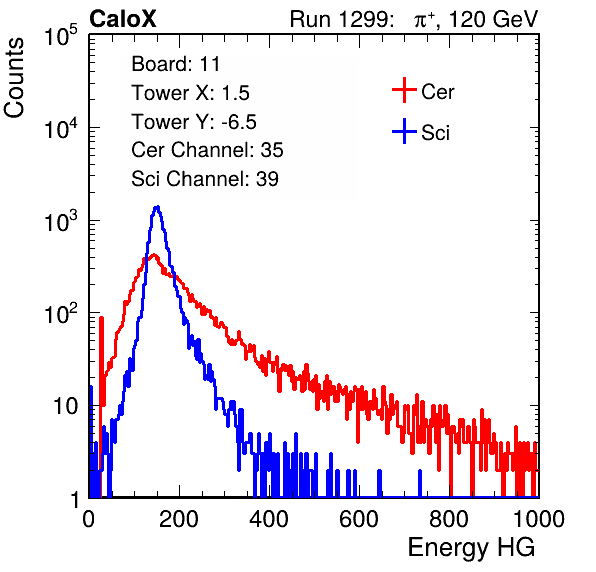 CaloX Run 1299: π⁺, 120 GeV
Counts
10⁵
10⁴
10³
10²
10
1
Board: 11
Tower X: 1.5
Tower Y: -6.5
Cer Channel: 35
Sci Channel: 39
Cer
Sci
0 200 400 600 800 1000
Energy HG